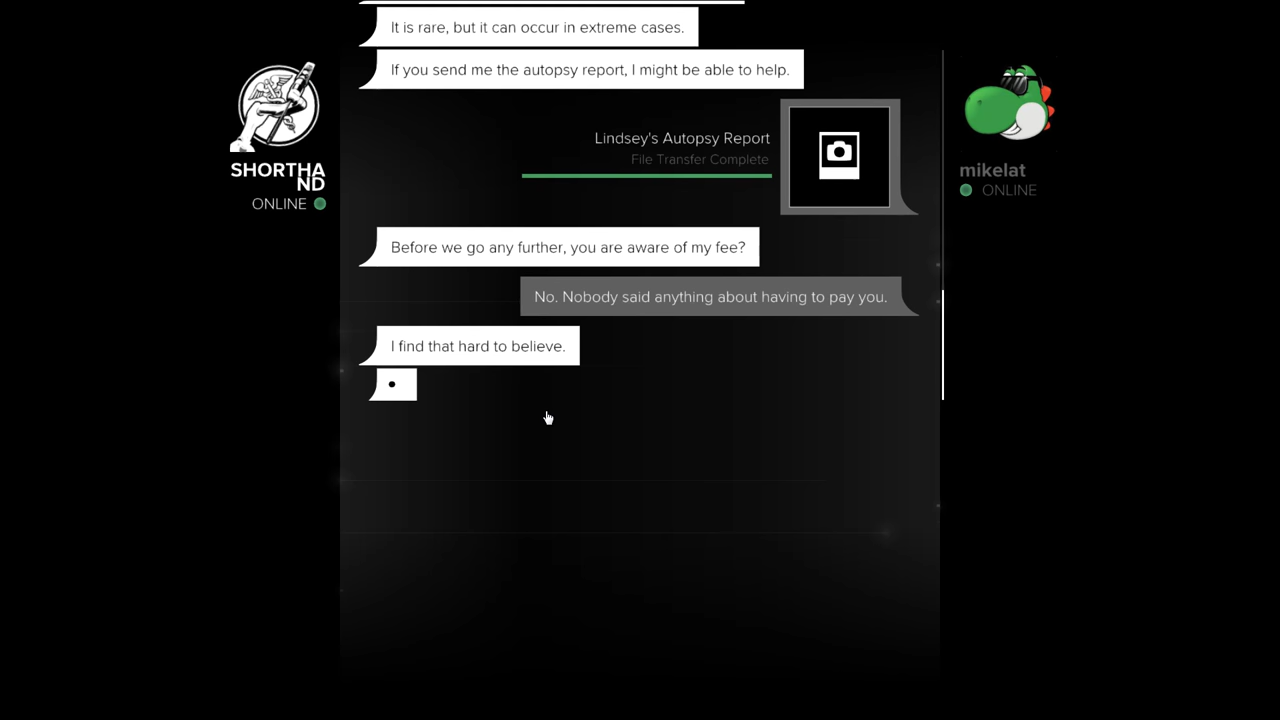 It is rare, but it can occur in extreme cases.
If you send me the autopsy report, I might be able to help.
Lindsey's Autopsy Report
File Transfer Complete
SHORTHA
ND
ONLINE
mikelat
ONLINE
Before we go any further, you are aware of my fee?
No. Nobody said anything about having to pay you.
I find that hard to believe.